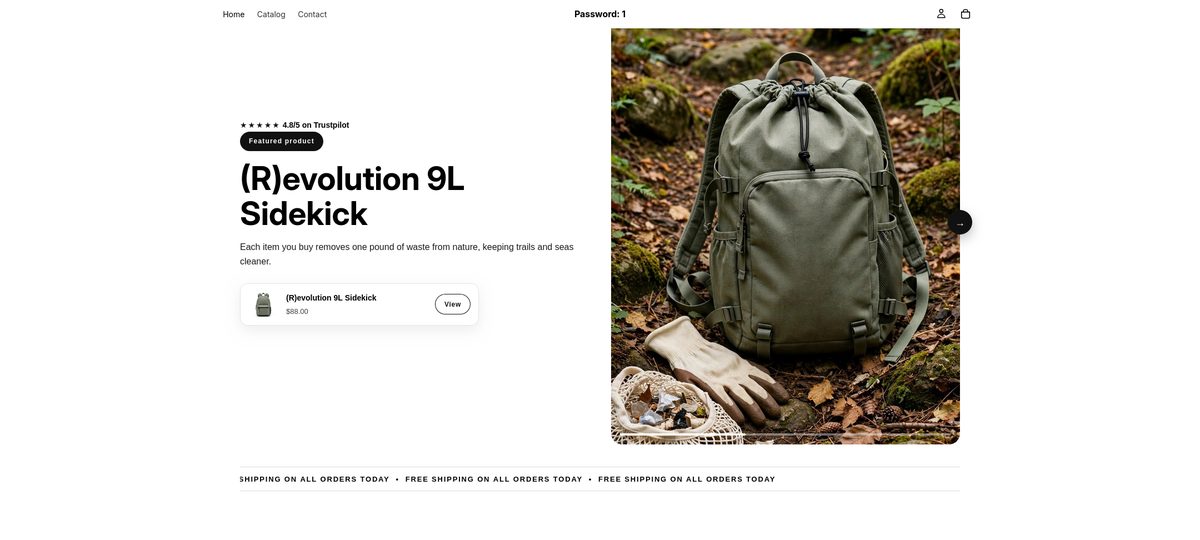 Home Catalog Contact
Password: 1
★★★★★ 4.8/5 on Trustpilot
Featured product
(R)evolution 9L
Sidekick
Each item you buy removes one pound of waste from nature, keeping trails and seas
cleaner.
(R)evolution 9L Sidekick
$88.00
View
→
SHIPPING ON ALL ORDERS TODAY • FREE SHIPPING ON ALL ORDERS TODAY • FREE SHIPPING ON ALL ORDERS TODAY